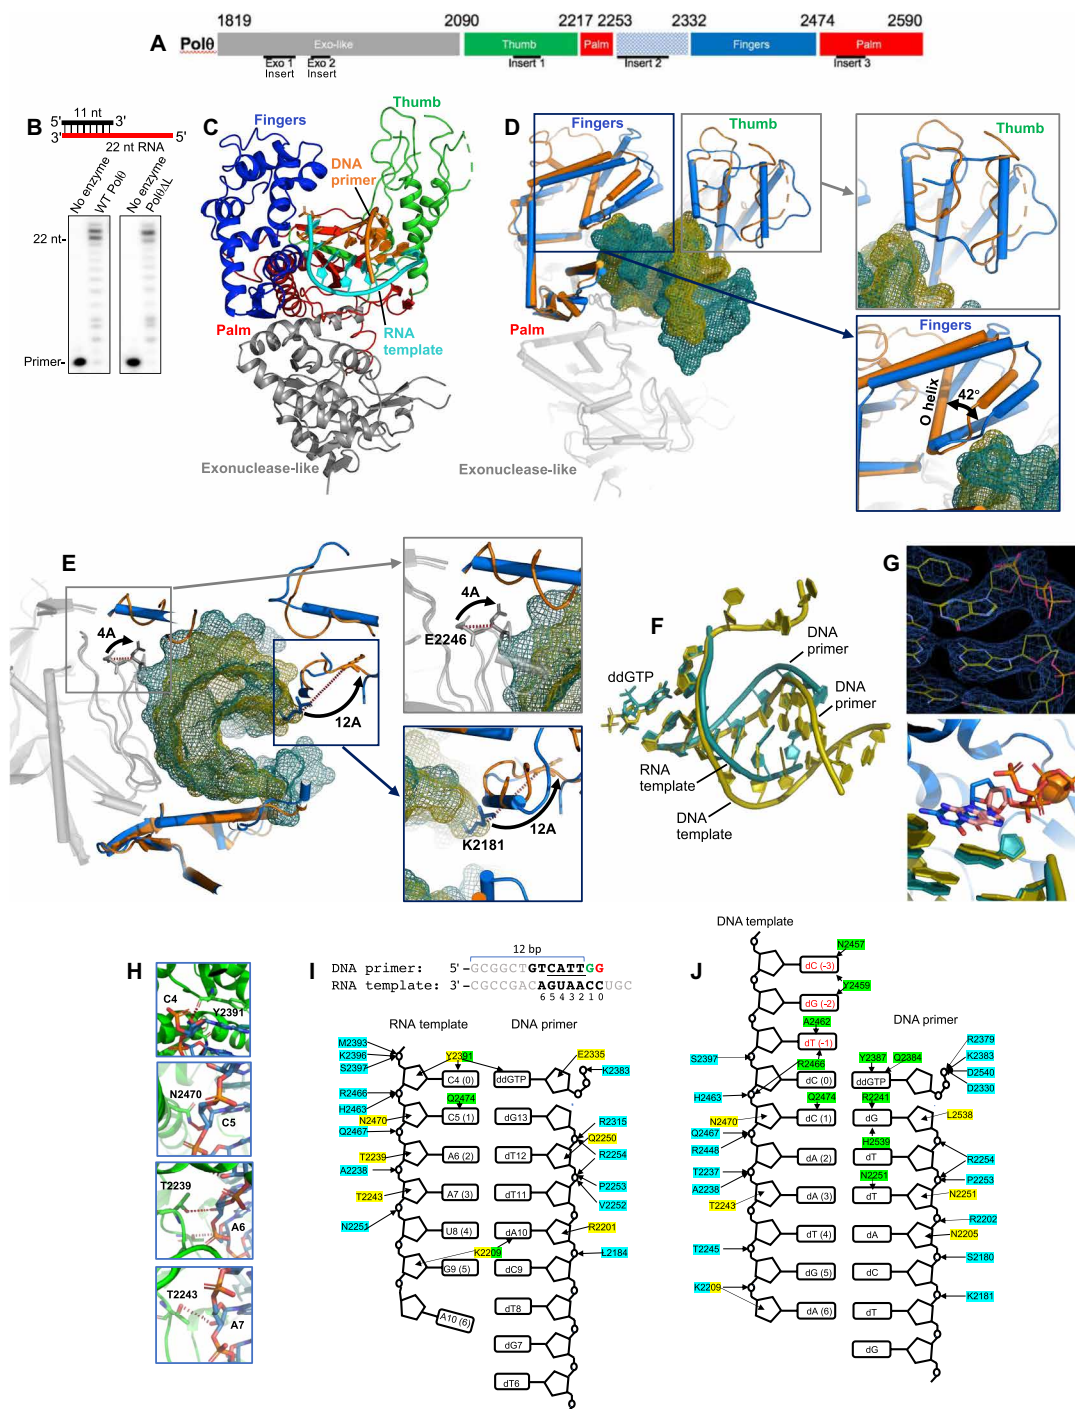 1819 2090 2217 2253 2332 2474 2590
A Polθ Exo-like Thumb Palm Fingers Palm
Exo 1 Insert
Exo 2 Insert
Insert 1
Insert 2
Insert 3
B
5' 11 nt 3'
3' 5'
22 nt RNA
No enzyme
WT Polθ
No enzyme
PolθΔL
22 nt-
Primer-
C
Fingers
Thumb
DNA primer
Palm
RNA template
Exonuclease-like
D
Fingers
Thumb
Palm
Exonuclease-like
Thumb
Fingers
O helix
42°
E
4A
12A
4A
E2246
12A
K2181
F
DNA primer
ddGTP
DNA primer
RNA template
DNA template
G
H
C4
Y2391
N2470
C5
T2239
A6
T2243
A7
I
12 bp
DNA primer: 5'-GCGGCTGTCATTGG
RNA template: 3'-CGCCGACAGUAACCUGC
6 5 4 3 2 1 0
RNA template DNA primer
M2393
K2396
S2397
R2466
H2463
N2470
Q2467
T2239
A2238
T2243
N2251
Y2391
Q2474
K2209
C4 (0)
C5 (1)
A6 (2)
A7 (3)
U8 (4)
G9 (5)
A10 (6)
ddGTP
dG13
dT12
dT11
dA10
dC9
dT8
dG7
dT6
E2335
K2383
R2315
Q2250
R2254
P2253
V2252
R2201
L2184
J
DNA template
N2457
dC (-3)
Y2459
dG (-2)
A2462
dT (-1)
R2466
S2397
dC (0)
H2463
Q2474
N2470
dC (1)
Q2467
R2448
dA (2)
T2237
A2238
dA (3)
T2243
dT (4)
T2245
dG (5)
K2209
dA (6)
DNA primer
Y2387
Q2384
R2379
K2383
D2540
D2330
ddGTP
R2241
dG
L2538
H2539
dT
R2254
P2253
N2251
dT
N2251
R2202
dA
N2205
S2180
dC
K2181
dT
dG